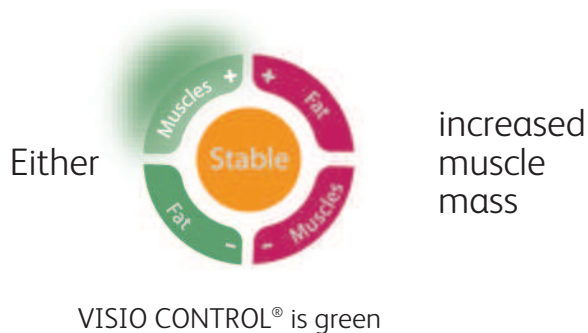 Either
Muscles +
+ Fat
Stable
Fat -
- Muscles
increased
muscle
mass
VISIO CONTROL® is green